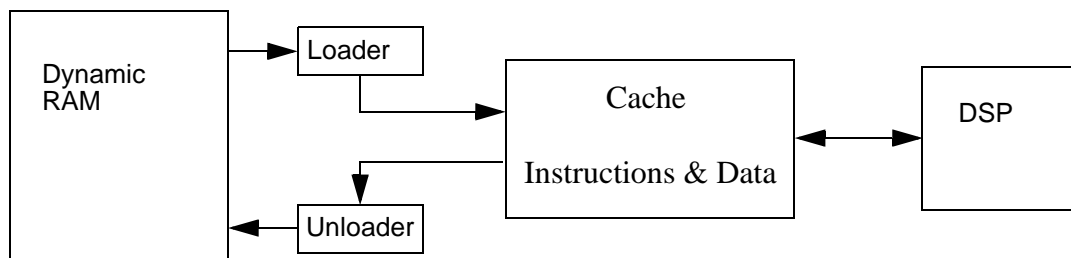 Dynamic
RAM
Loader
Unloader
Cache
Instructions & Data
DSP